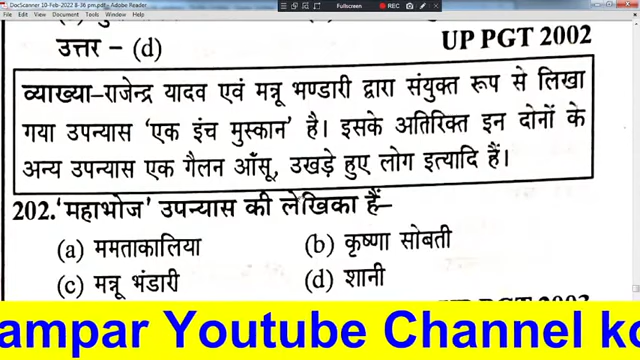 DocScanner 10-Feb-2022 8-36 pm.pdf - Adobe Reader
Fullscreen
REC
File Edit View Document Tools Window Help
उत्तर – (d)
UP PGT 2002
व्याख्या–राजेन्द्र यादव एवं मन्नू भण्डारी द्वारा संयुक्त रूप से लिखा
गया उपन्यास ‘एक इंच मुस्कान’ है। इसके अतिरिक्त इन दोनों के
अन्य उपन्यास एक गैलन आँसू, उखड़े हुए लोग इत्यादि हैं।
202.‘महाभोज’ उपन्यास की लेखिका हैं–
(a) ममताकालिया (b) कृष्णा सोबती
(c) मन्नू भंडारी (d) शानी
ampar Youtube Channel ko